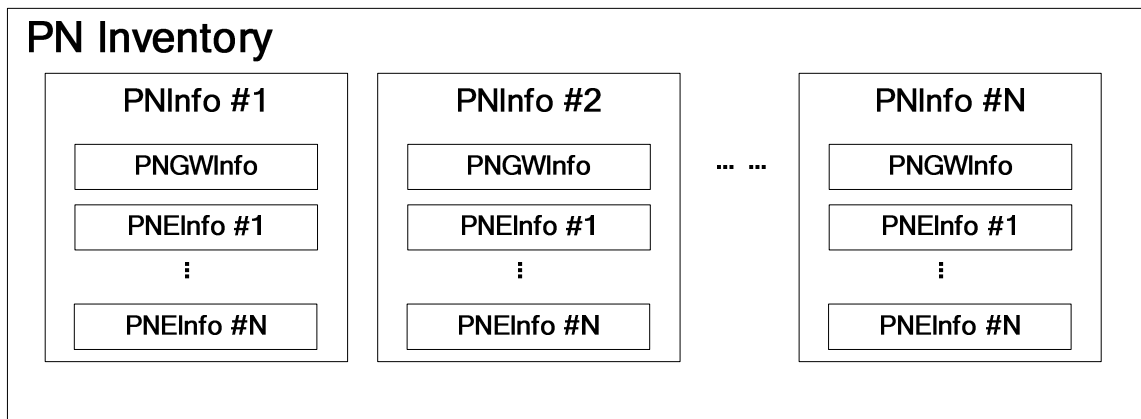 PN Inventory
PNInfo #1
PNGWInfo
PNEInfo #1
⋮
PNEInfo #N
PNInfo #2
PNGWInfo
PNEInfo #1
⋮
PNEInfo #N
... ...
PNInfo #N
PNGWInfo
PNEInfo #1
⋮
PNEInfo #N